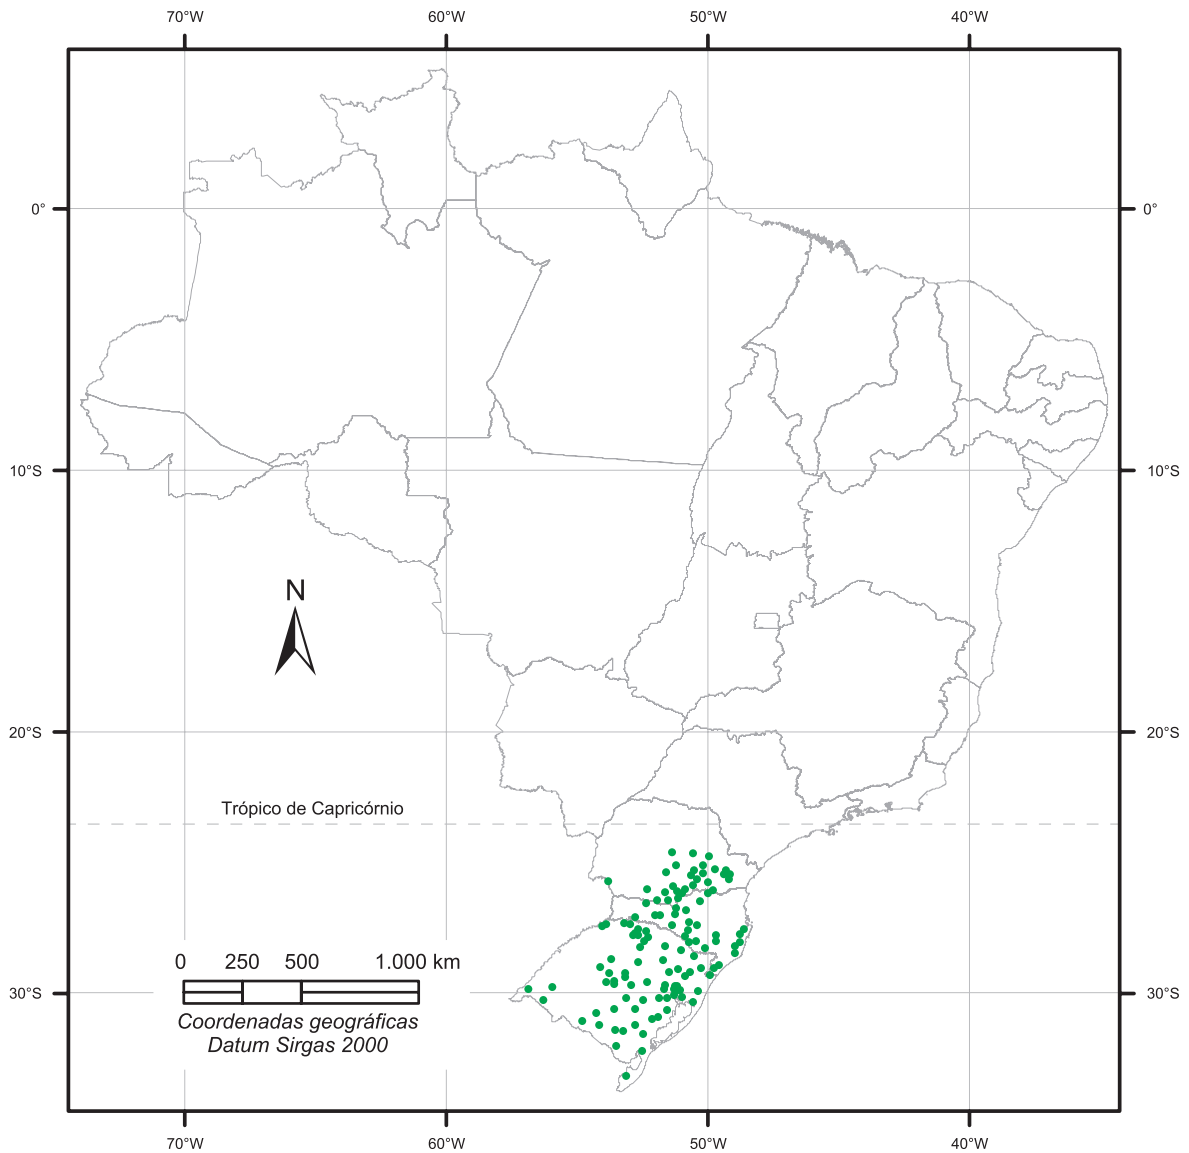 70°W 60°W 50°W 40°W
0° 0°
10°S 10°S
N
20°S 20°S
Trópico de Capricórnio
0 250 500 1.000 km
30°S 30°S
Coordenadas geográficas
Datum Sirgas 2000
70°W 60°W 50°W 40°W